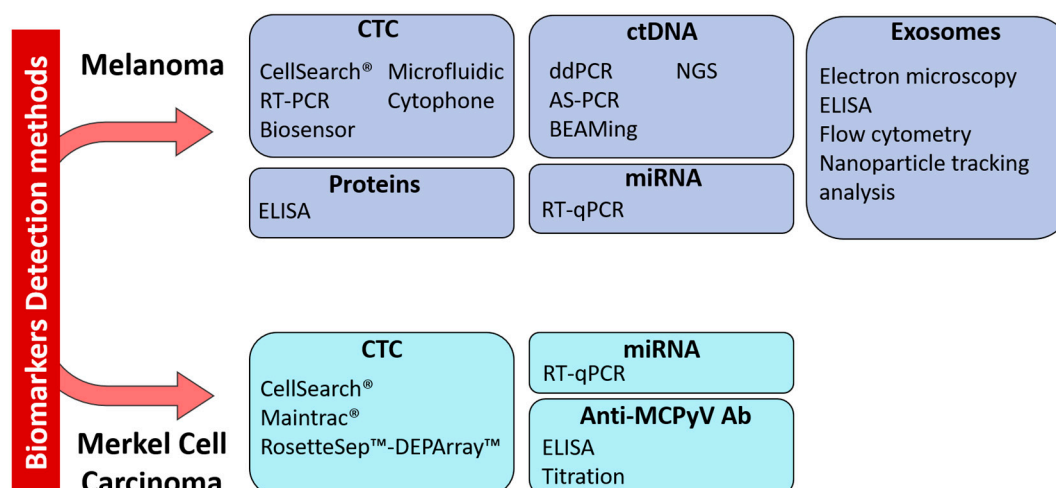 Biomarkers Detection methods
Melanoma
CTC
CellSearch® Microfluidic
RT-PCR Cytophone
Biosensor
ctDNA
ddPCR NGS
AS-PCR
BEAMing
Exosomes
Electron microscopy
ELISA
Flow cytometry
Nanoparticle tracking
analysis
Proteins
ELISA
miRNA
RT-qPCR
Merkel Cell
Carcinoma
CTC
CellSearch®
Maintrac®
RosetteSep™-DEPArray™
miRNA
RT-qPCR
Anti-MCPyV Ab
ELISA
Titration